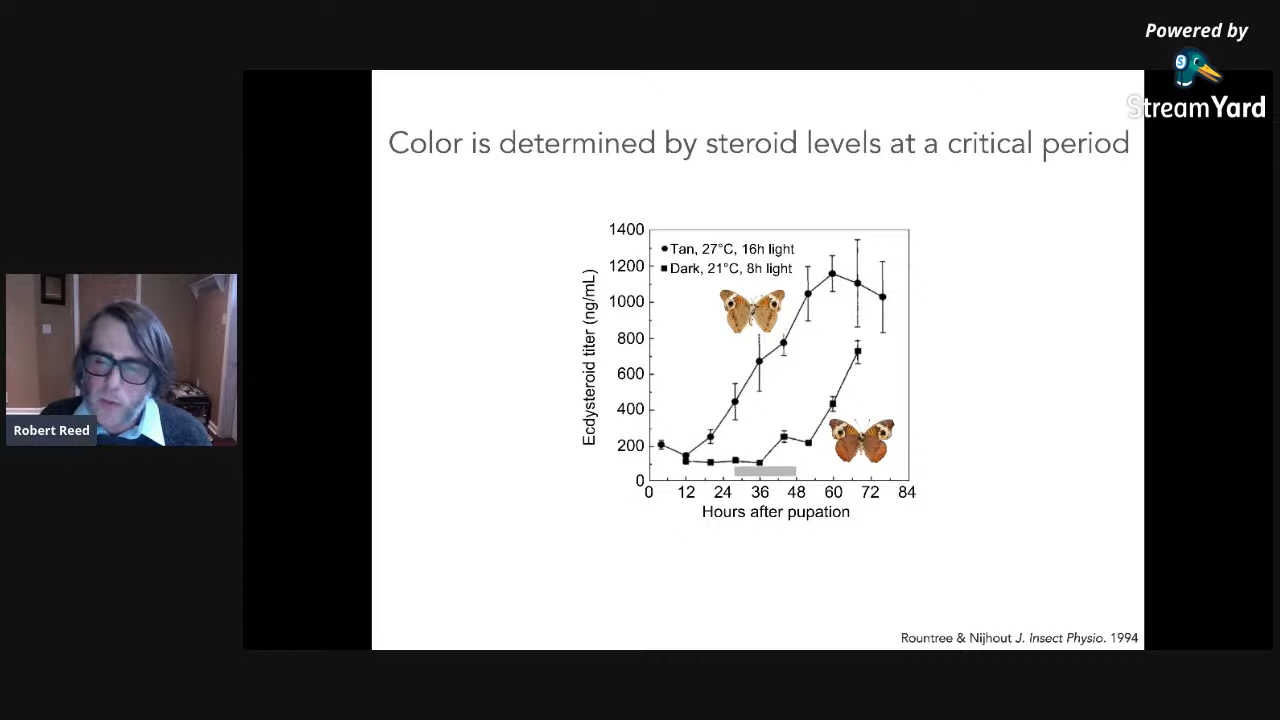 Powered by
StreamYard
Color is determined by steroid levels at a critical period
1400
1200
1000
800
600
400
200
0
Ecdysteroid titer (ng/mL)
Tan, 27°C, 16h light
Dark, 21°C, 8h light
0 12 24 36 48 60 72 84
Hours after pupation
Robert Reed
Rountree & Nijhout J. Insect Physio. 1994